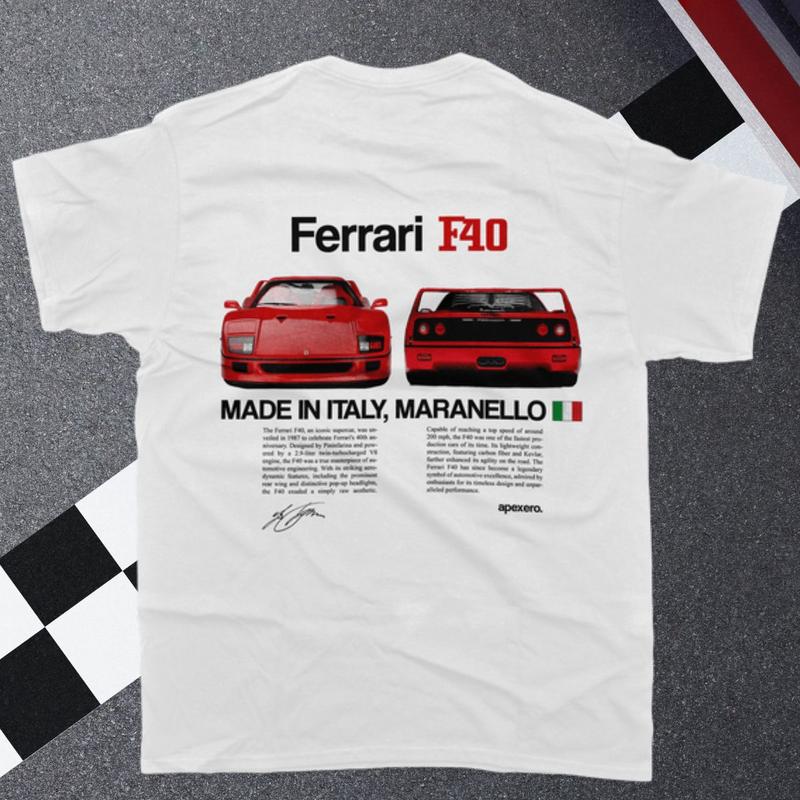 Ferrari F40
MADE IN ITALY, MARANELLO
The Ferrari F40, an iconic supercar, was un-
veiled in 1987 to celebrate Ferrari's 40th an-
niversary. Designed by Pininfarina and pow-
ered by a 2.9-liter twin-turbocharged V8
engine, the F40 was a true masterpiece of au-
tomotive engineering. With its striking aero-
dynamic features, including the prominent
rear wing and distinctive pop-up headlights,
the F40 exuded a simply raw aesthetic.
Capable of reaching a top speed of around
200 mph, the F40 was one of the fastest pro-
duction cars of its time. Its lightweight con-
struction, featuring carbon fiber and Kevlar,
further enhanced its agility on the road. The
Ferrari F40 has since become a legendary
symbol of automotive excellence, admired by
enthusiasts for its timeless design and unpar-
alleled performance.
apexero.